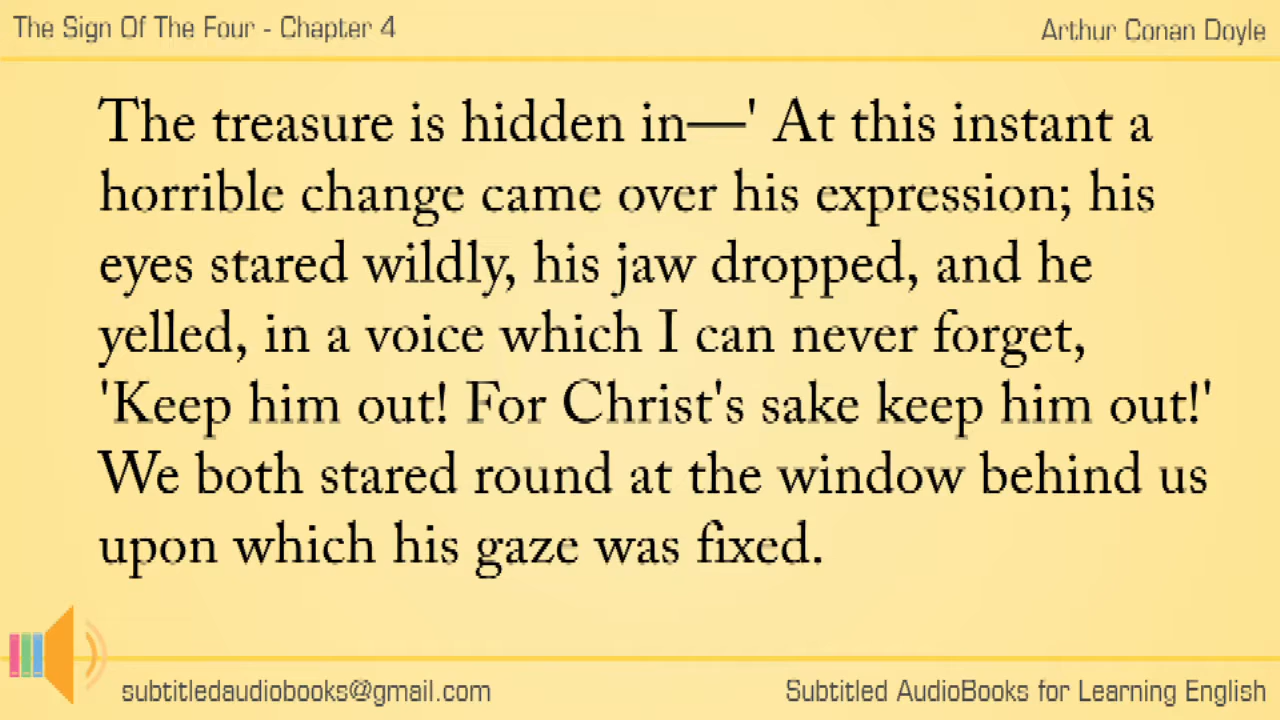 The Sign Of The Four - Chapter 4
Arthur Conan Doyle
The treasure is hidden in—' At this instant a
horrible change came over his expression; his
eyes stared wildly, his jaw dropped, and he
yelled, in a voice which I can never forget,
'Keep him out! For Christ's sake keep him out!'
We both stared round at the window behind us
upon which his gaze was fixed.
subtitledaudiobooks@gmail.com
Subtitled AudioBooks for Learning English